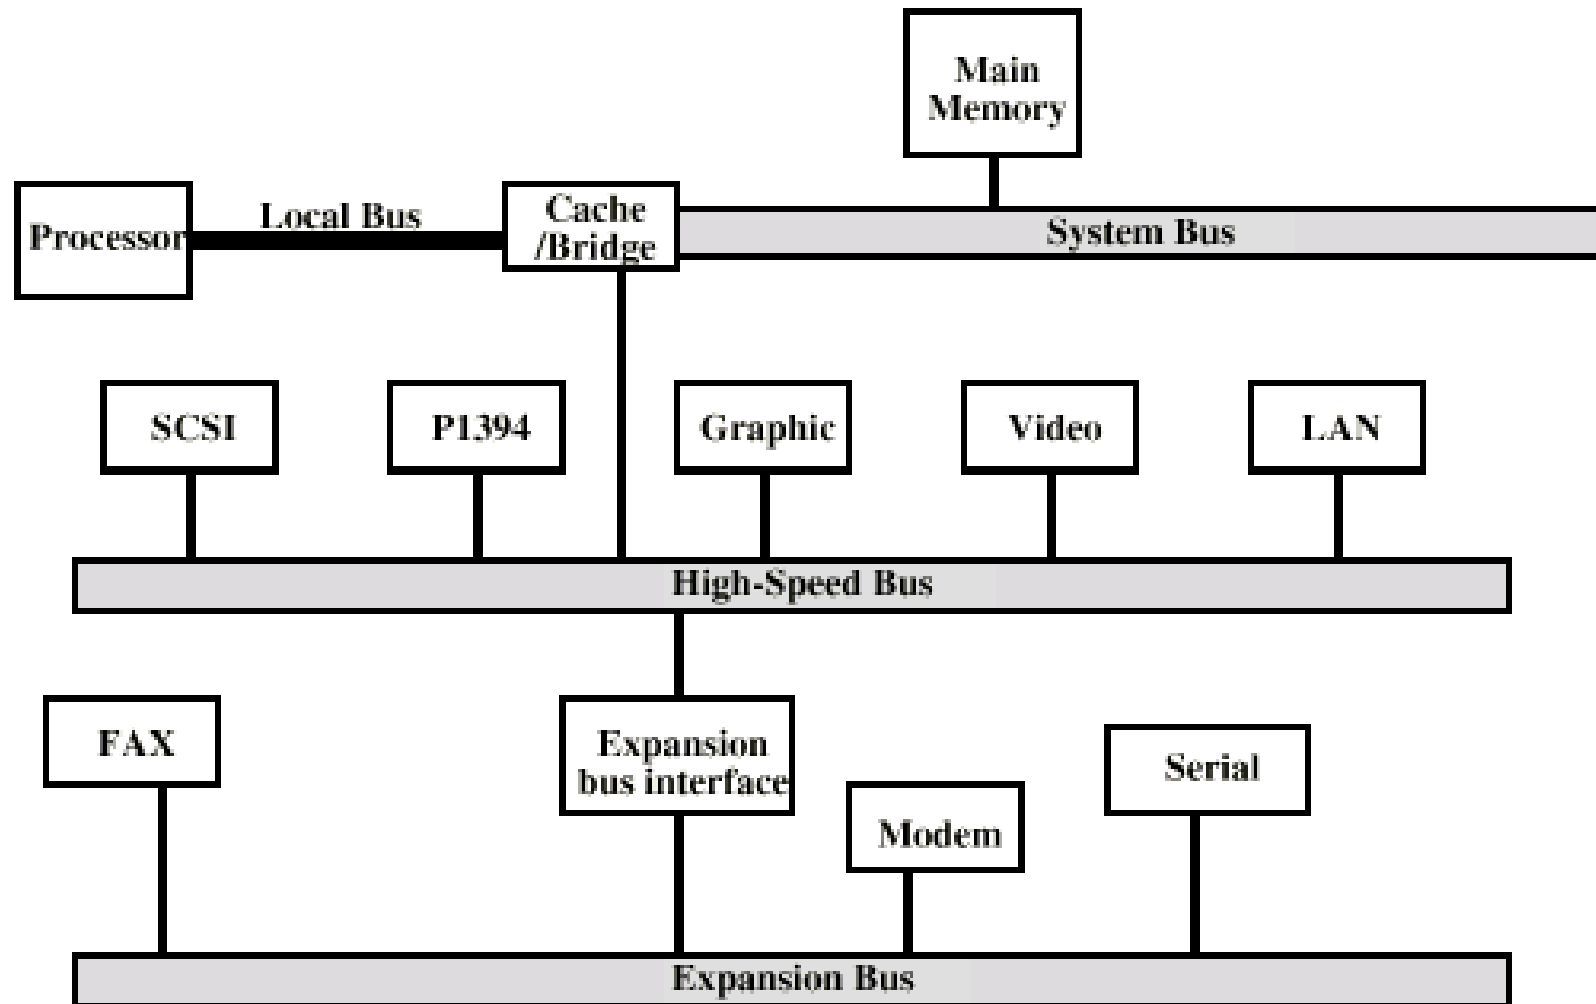 Main
Memory
Processor
Local Bus
Cache
/Bridge
System Bus
SCSI
P1394
Graphic
Video
LAN
High-Speed Bus
FAX
Expansion
bus interface
Modem
Serial
Expansion Bus